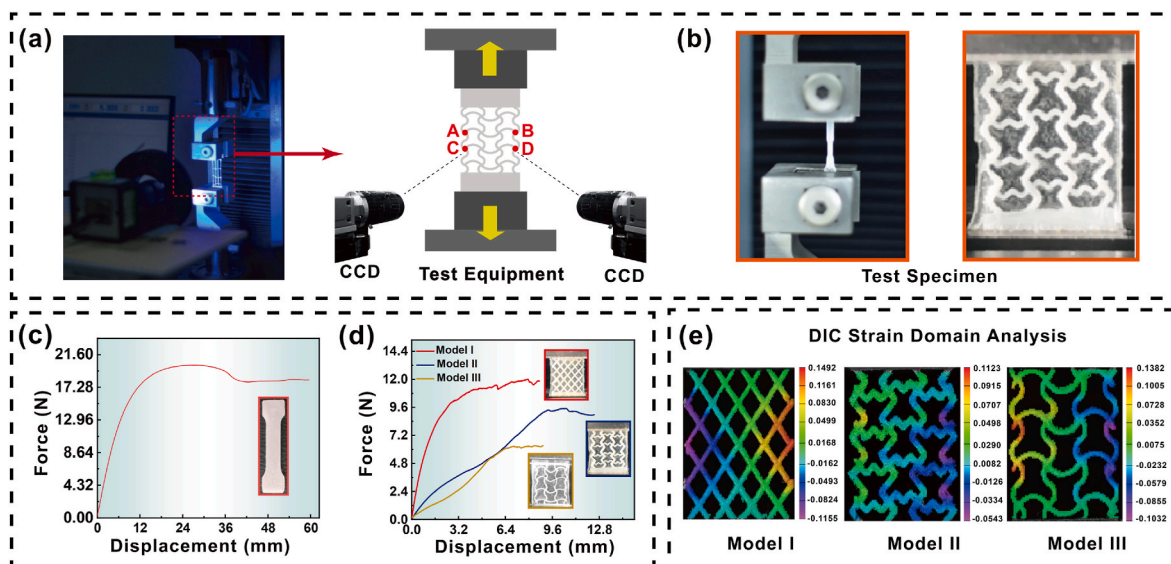 (a)
A
B
C
D
CCD
Test Equipment
CCD
(b)
Test Specimen
(c)
21.60
17.28
12.96
8.64
4.32
0.00
0
12
24
36
48
60
Force (N)
Displacement (mm)
(d)
Model I
Model II
Model III
14.4
12.0
9.6
7.2
4.8
2.4
0.0
0.0
3.2
6.4
9.6
12.8
Force (N)
Displacement (mm)
(e)
DIC Strain Domain Analysis
0.1492
0.1161
0.0830
0.0499
0.0168
-0.0162
-0.0493
-0.0824
-0.1155
Model I
0.1123
0.0915
0.0707
0.0498
0.0290
0.0082
-0.0126
-0.0334
-0.0543
Model II
0.1382
0.1005
0.0753
0.0427
0.0075
-0.0232
-0.0579
-0.0855
-0.1032
Model III